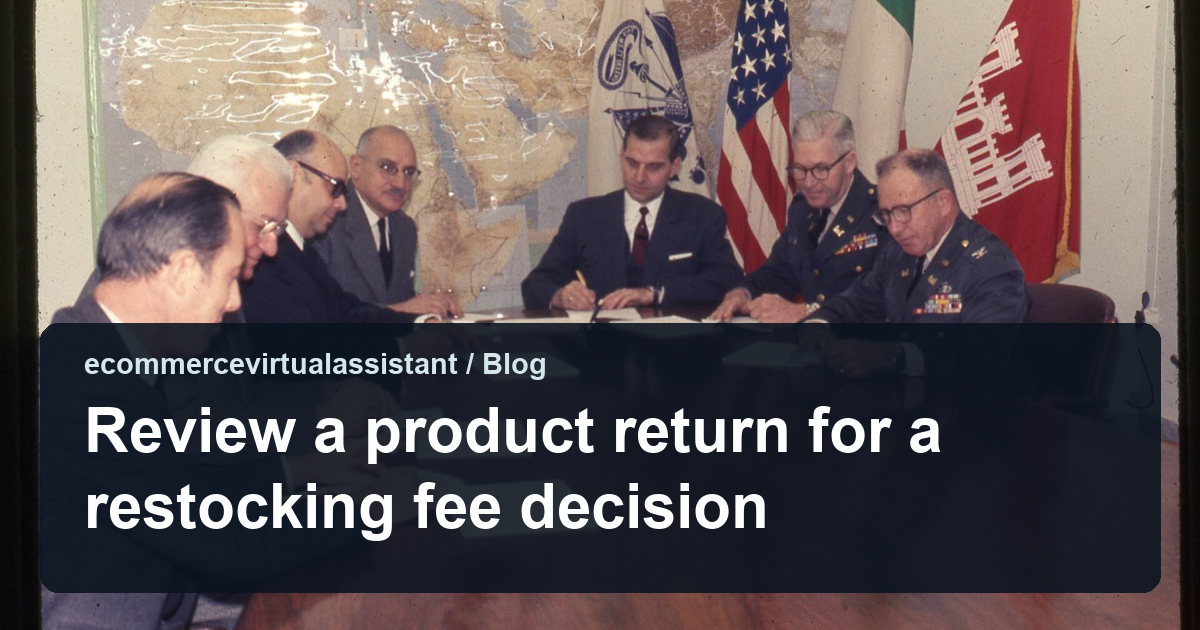 ecommercevirtualassistant / Blog
Review a product return for a
restocking fee decision